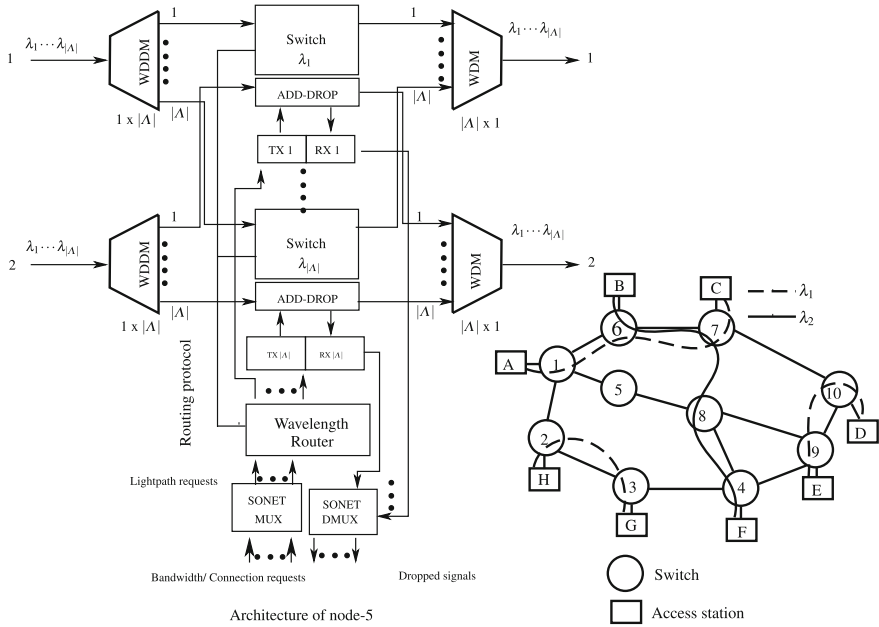 1
λ1···λ|Λ|
WDDM
1 x |Λ|
1
|Λ|
Switch
λ1
ADD-DROP
TX 1
RX 1
1
|Λ|
WDM
|Λ| x 1
λ1···λ|Λ|
1
2
λ1···λ|Λ|
WDDM
1 x |Λ|
1
|Λ|
Switch
λ|Λ|
ADD-DROP
TX |Λ|
RX |Λ|
1
|Λ|
WDM
|Λ| x 1
λ1···λ|Λ|
2
Routing protocol
Wavelength
Router
Lightpath requests
SONET
MUX
SONET
DMUX
Bandwidth/ Connection requests
Dropped signals
Architecture of node-5
B
C
λ1
λ2
6
7
A
1
5
10
8
D
2
9
H
3
4
E
G
F
Switch
Access station